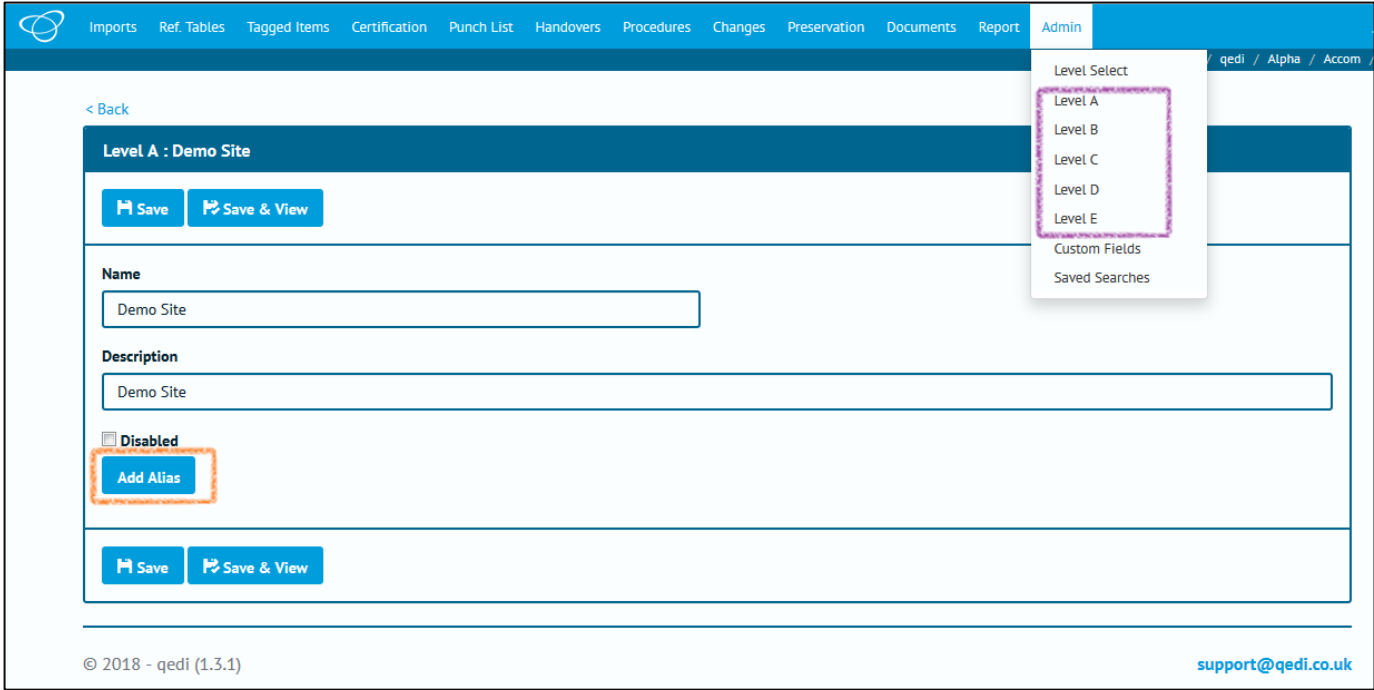 Imports Ref. Tables Tagged Items Certification Punch List Handovers Procedures Changes Preservation Documents Report Admin
/ qedi / Alpha / Accom /
Level Select
Level A
Level B
Level C
Level D
Level E
Custom Fields
Saved Searches
< Back
Level A : Demo Site
Save Save & View
Name
Demo Site
Description
Demo Site
Disabled
Add Alias
Save Save & View
© 2018 - qedi (1.3.1) support@qedi.co.uk